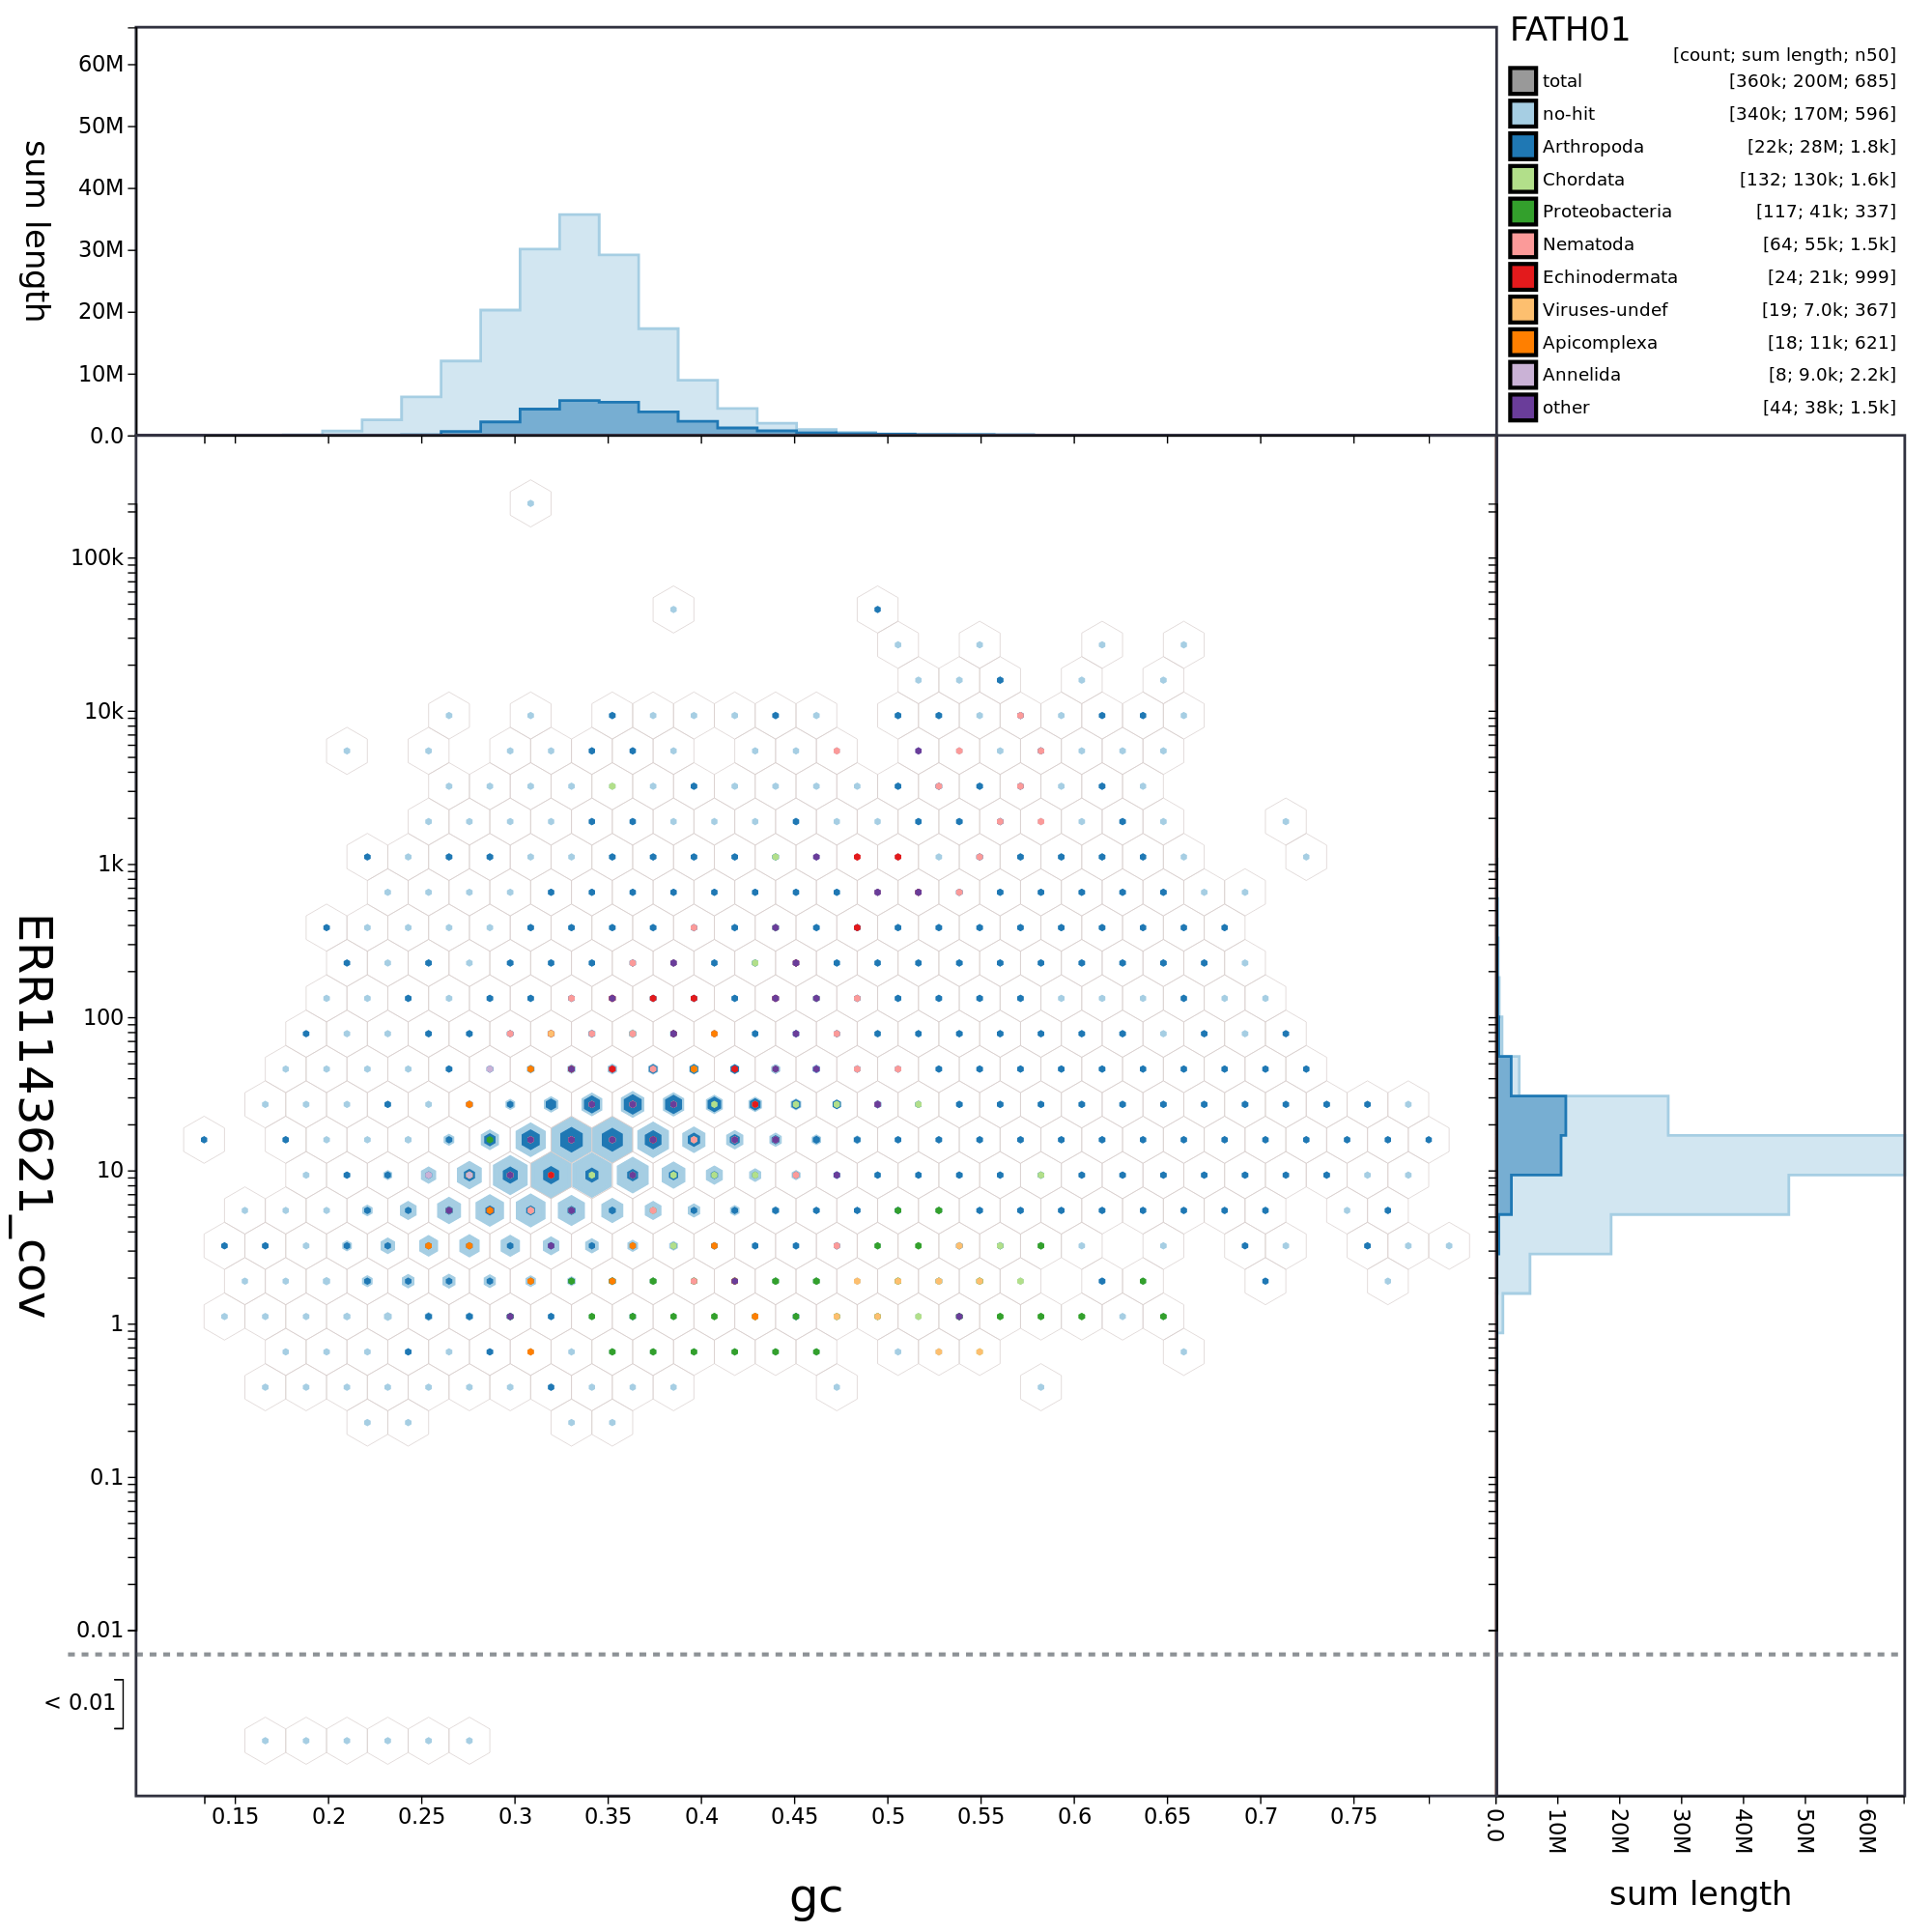 FATH01
[count; sum length; n50]
total [360k; 200M; 685]
no-hit [340k; 170M; 596]
Arthropoda [22k; 28M; 1.8k]
Chordata [132; 130k; 1.6k]
Proteobacteria [117; 41k; 337]
Nematoda [64; 55k; 1.5k]
Echinodermata [24; 21k; 999]
Viruses-undef [19; 7.0k; 367]
Apicomplexa [18; 11k; 621]
Annelida [8; 9.0k; 2.2k]
other [44; 38k; 1.5k]
sum length
60M
50M
40M
30M
20M
10M
0.0
ERR1143621_cov
100k
10k
1k
100
10
1
0.1
0.01
< 0.01
0.15 0.2 0.25 0.3 0.35 0.4 0.45 0.5 0.55 0.6 0.65 0.7 0.75
gc
0.0 10M 20M 30M 40M 50M 60M
sum length